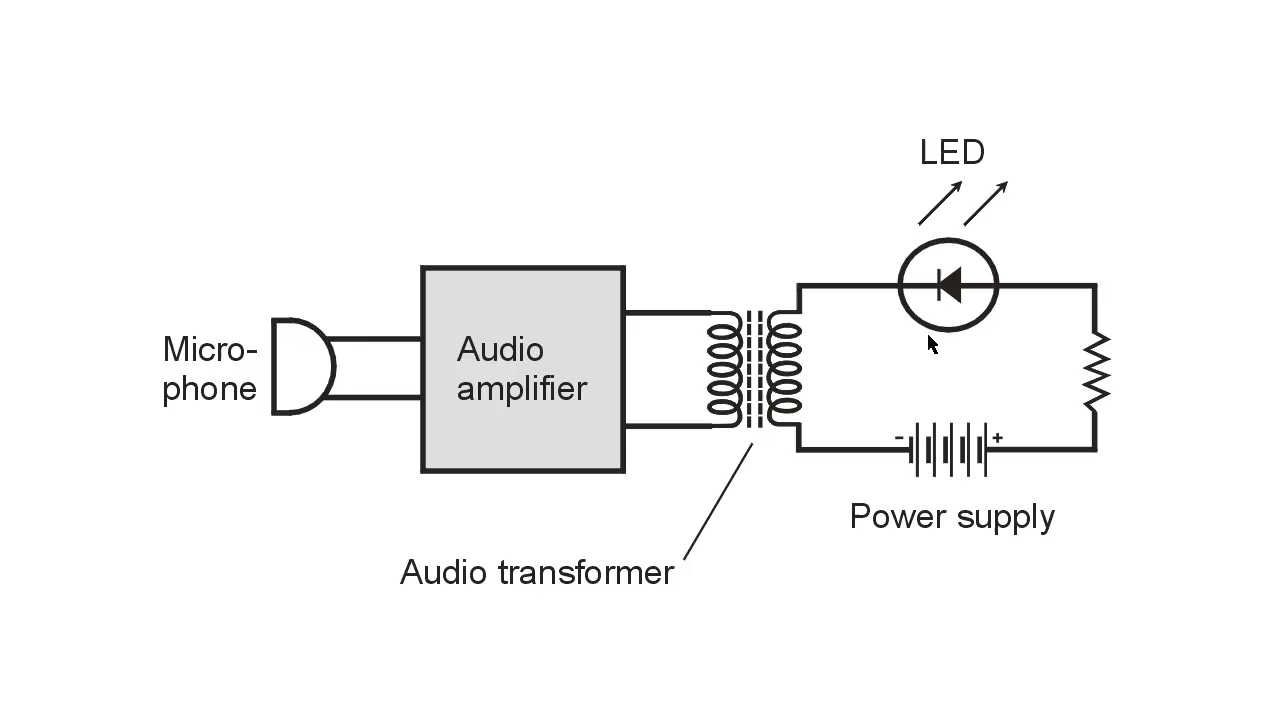 LED
Micro-
phone
Audio
amplifier
- +
Power supply
Audio transformer